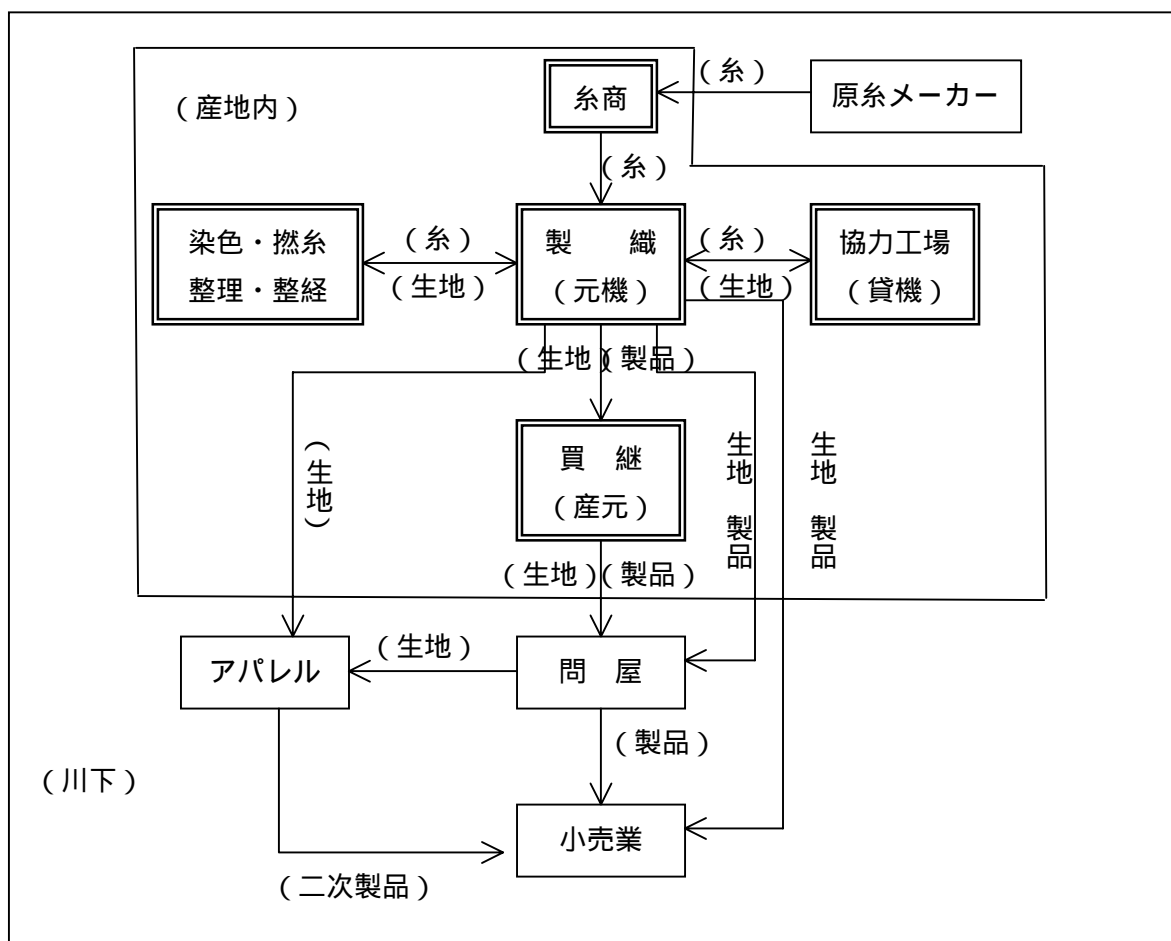 (糸)
糸商
原糸メーカー
(産地内)
(糸)
染色・撚糸
整理・整経
(糸)
(生地)
製 織
(元機)
(糸)
(生地)
協力工場
(賃機)
(生地)(製品)
(生地)
買 継
(産元)
生地 製品
生地 製品
(生地)(製品)
アパレル
(生地)
問 屋
(製品)
(川下)
小売業
(二次製品)